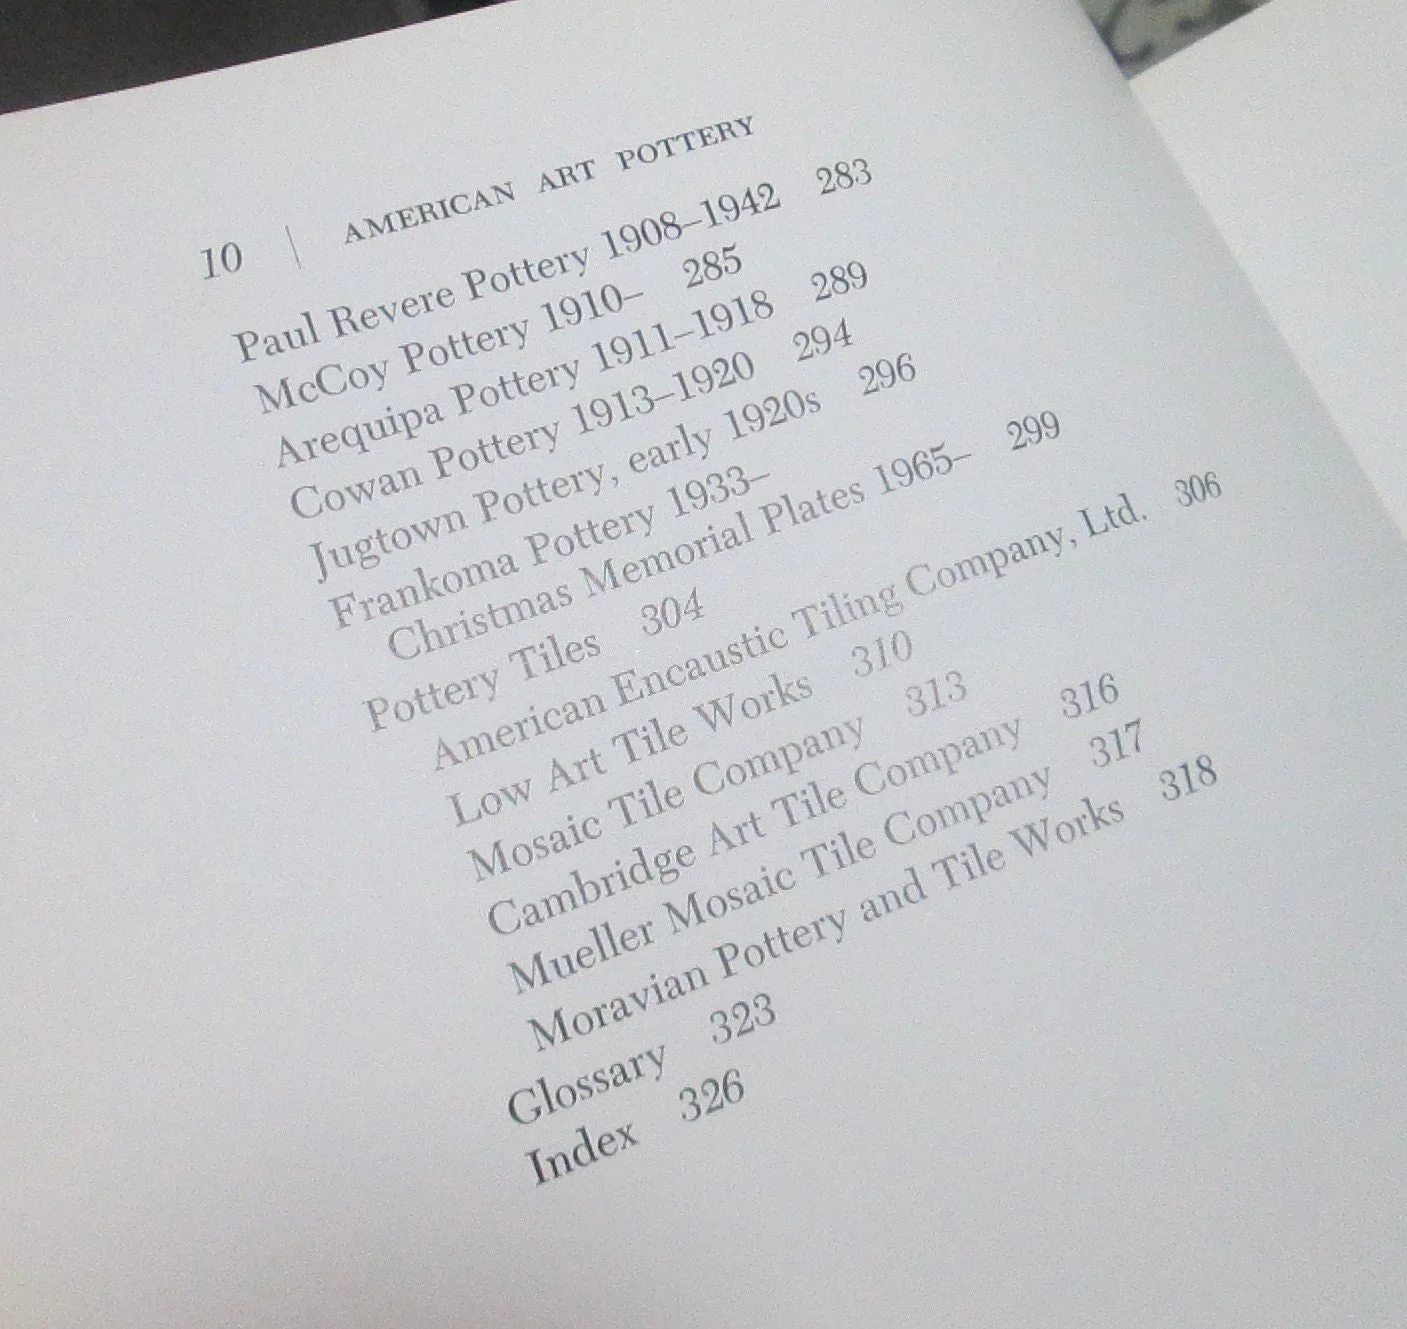 10 | AMERICAN ART POTTERY
Paul Revere Pottery 1908–1942 283
McCoy Pottery 1910– 285
Arequipa Pottery 1911–1918 289
Cowan Pottery 1913–1920 294
Jugtown Pottery, early 1920s 296
Frankoma Pottery 1933–
Christmas Memorial Plates 1965– 299
Pottery Tiles 304
American Encaustic Tiling Company, Ltd. 306
Low Art Tile Works 310
Mosaic Tile Company 313
Cambridge Art Tile Company 316
Mueller Mosaic Tile Company 317
Moravian Pottery and Tile Works 318
Glossary 323
Index 326